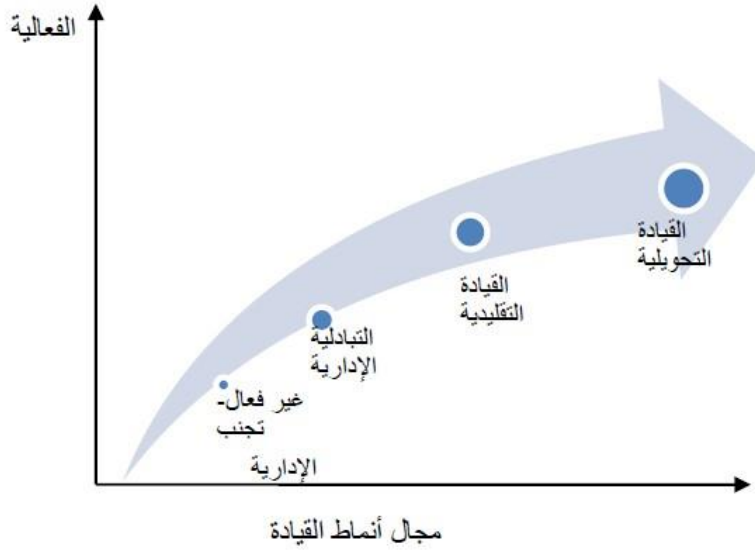 الفعالية
القيادة
التحويلية
القيادة
التقليدية
التبادلية
الإدارية
غير فعال-
تجنب
الإدارية
مجال أنماط القيادة